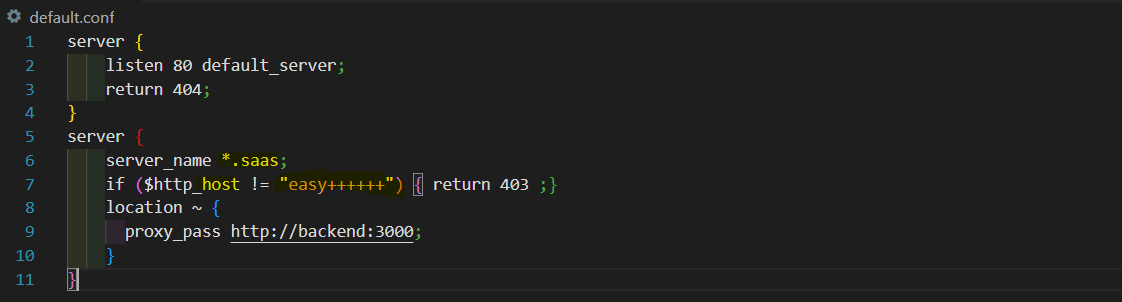 default.conf
1 server {
2 listen 80 default_server;
3 return 404;
4 }
5 server {
6 server_name *.saas;
7 if ($http_host != "easy++++++") { return 403 ;}
8 location ~ {
9 proxy_pass http://backend:3000;
10 }
11 }